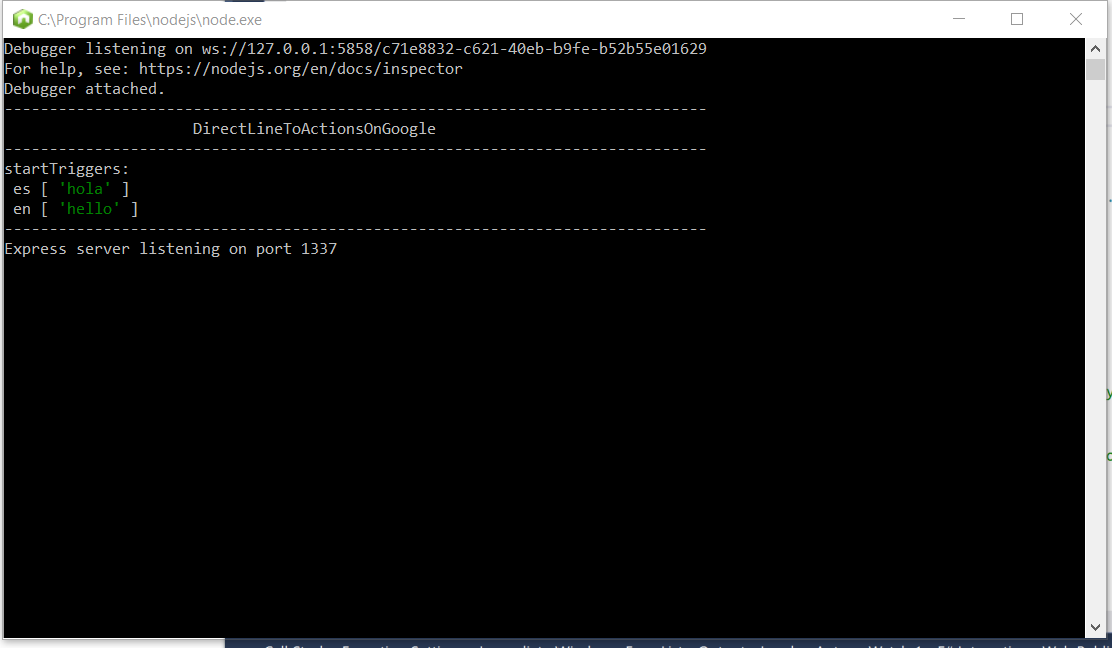 C:\Program Files\nodejs\node.exe
Debugger listening on ws://127.0.0.1:5858/c71e8832-c621-40eb-b9fe-b52b55e01629
For help, see: https://nodejs.org/en/docs/inspector
Debugger attached.
------------------------------------------------------------------------------
DirectLineToActionsOnGoogle
------------------------------------------------------------------------------
startTriggers:
es [ 'hola' ]
en [ 'hello' ]
------------------------------------------------------------------------------
Express server listening on port 1337